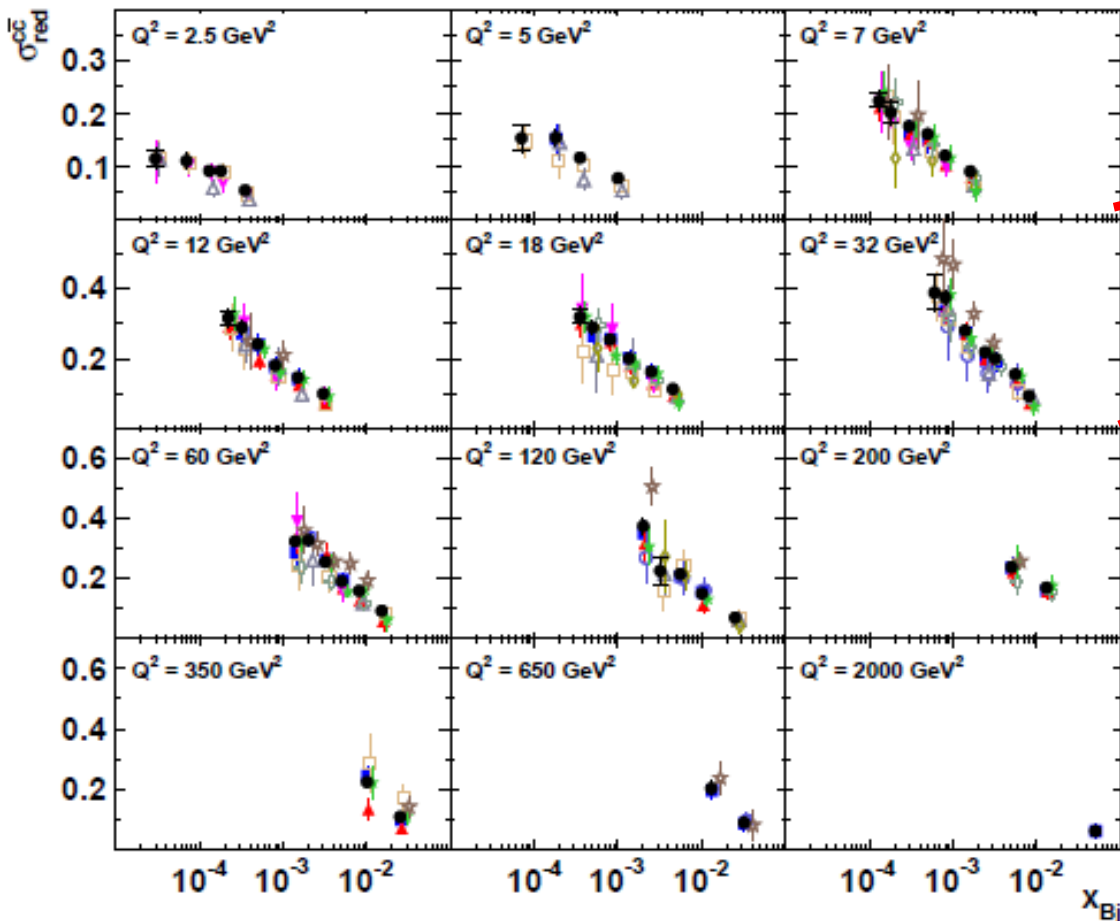 σ_red^cc̄
Q² = 2.5 GeV²
Q² = 5 GeV²
Q² = 7 GeV²
0.3
0.2
0.1
Q² = 12 GeV²
Q² = 18 GeV²
Q² = 32 GeV²
0.4
0.2
Q² = 60 GeV²
Q² = 120 GeV²
Q² = 200 GeV²
0.6
0.4
0.2
Q² = 350 GeV²
Q² = 650 GeV²
Q² = 2000 GeV²
0.6
0.4
0.2
10⁻⁴ 10⁻³ 10⁻² 10⁻⁴ 10⁻³ 10⁻² 10⁻⁴ 10⁻³ 10⁻²
x_Bj